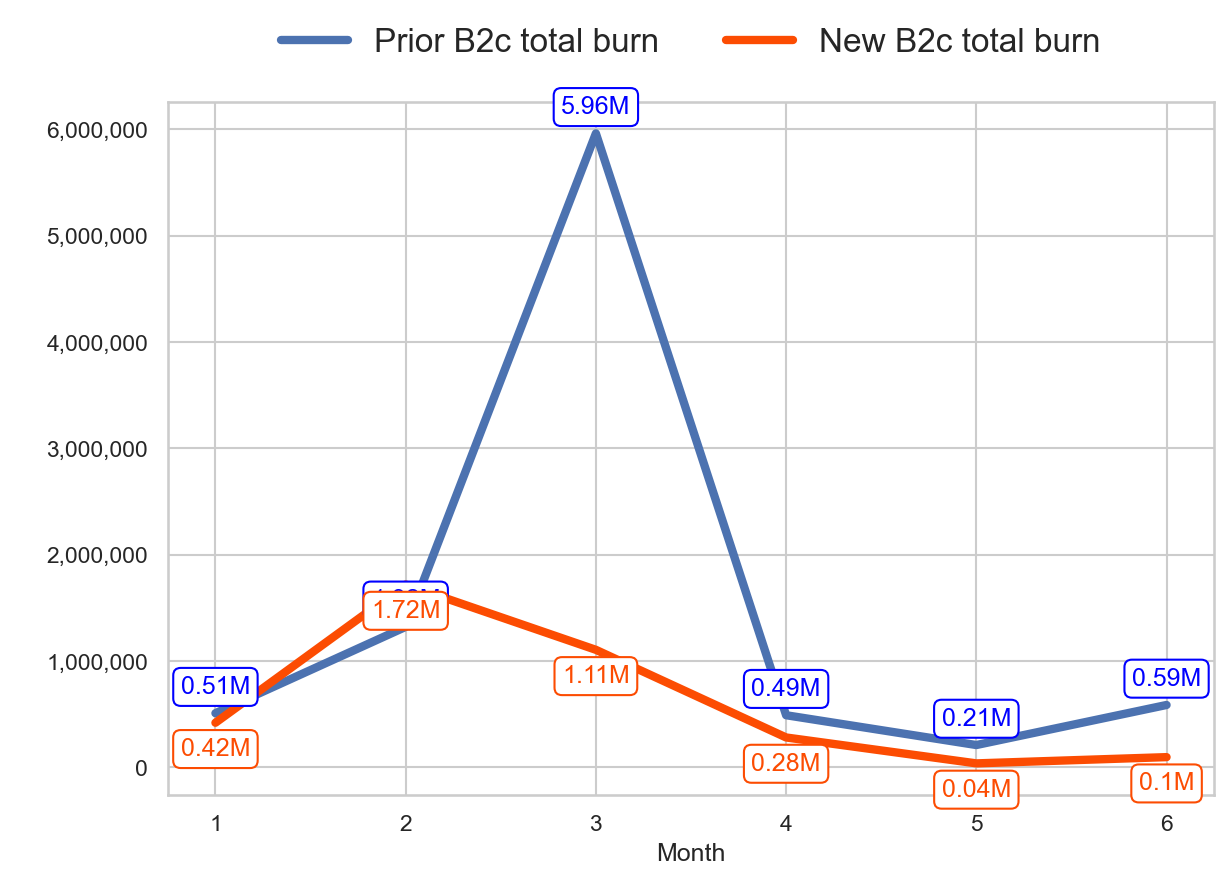 Prior B2c total burn New B2c total burn
5.96M
6,000,000
5,000,000
4,000,000
3,000,000
2,000,000
1.72M
1,000,000
1.11M
0.51M
0.49M
0.59M
0.21M
0.42M
0.28M
0.04M
0.1M
0
1 2 3 4 5 6
Month